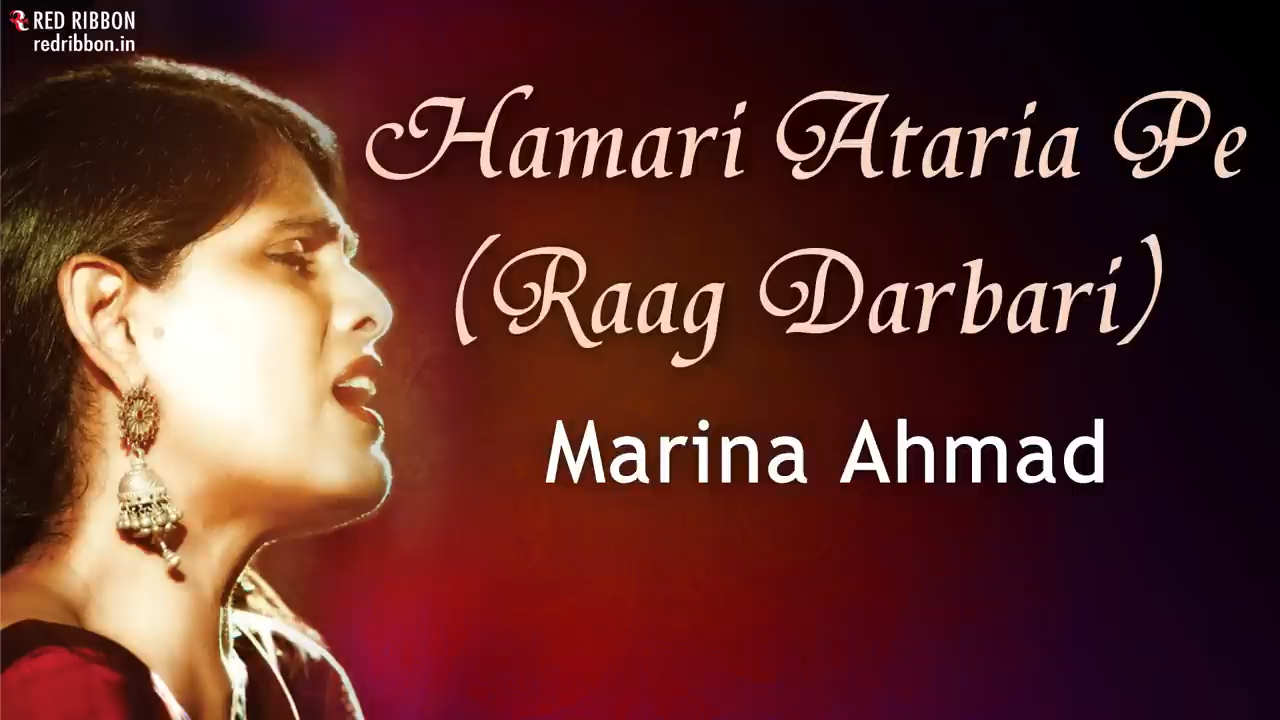 RED RIBBON
redribbon.in
Hamari Ataria Pe
(Raag Darbari)
Marina Ahmad